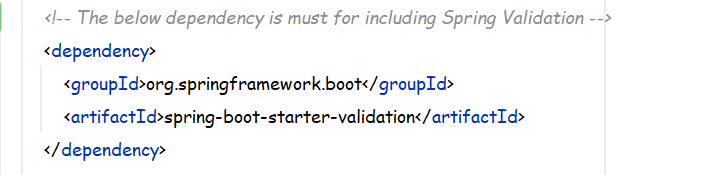 <!-- The below dependency is must for including Spring Validation -->
<dependency>
<groupId>org.springframework.boot</groupId>
<artifactId>spring-boot-starter-validation</artifactId>
</dependency>